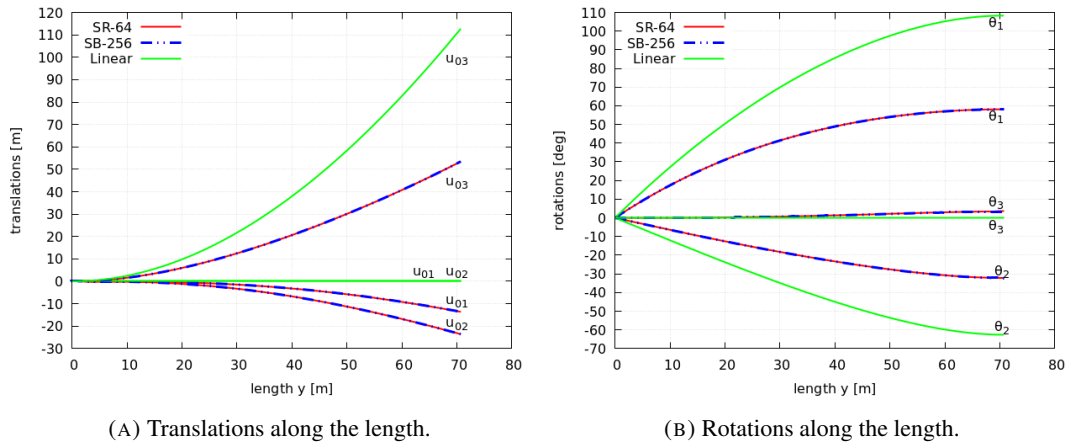 120
110
100
90
80
70
60
50
40
30
20
10
0
-10
-20
-30
translations [m]
SR-64
SB-256
Linear
u03
u03
u01 u02
u01
u02
0 10 20 30 40 50 60 70 80
length y [m]
(A) Translations along the length.
110
100
90
80
70
60
50
40
30
20
10
0
-10
-20
-30
-40
-50
-60
-70
rotations [deg]
SR-64
SB-256
Linear
θ1
θ1
θ3
θ3
θ2
θ2
0 10 20 30 40 50 60 70 80
length y [m]
(B) Rotations along the length.